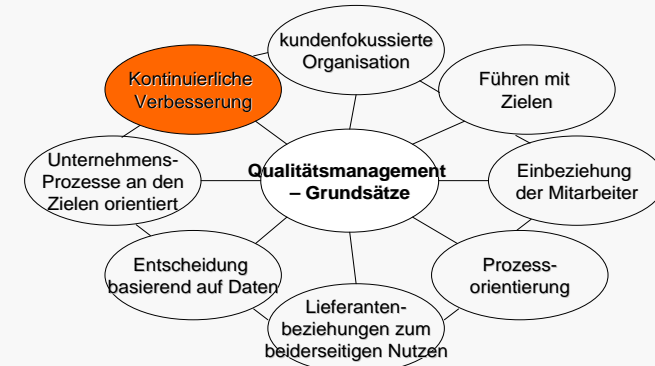 kundenfokussierte
Organisation
Kontinuierliche
Verbesserung
Führen mit
Zielen
Unternehmens-
Prozesse an den
Zielen orientiert
Qualitätsmanagement
– Grundsätze
Einbeziehung
der Mitarbeiter
Entscheidung
basierend auf Daten
Prozess-
orientierung
Lieferanten-
beziehungen zum
beiderseitigen Nutzen